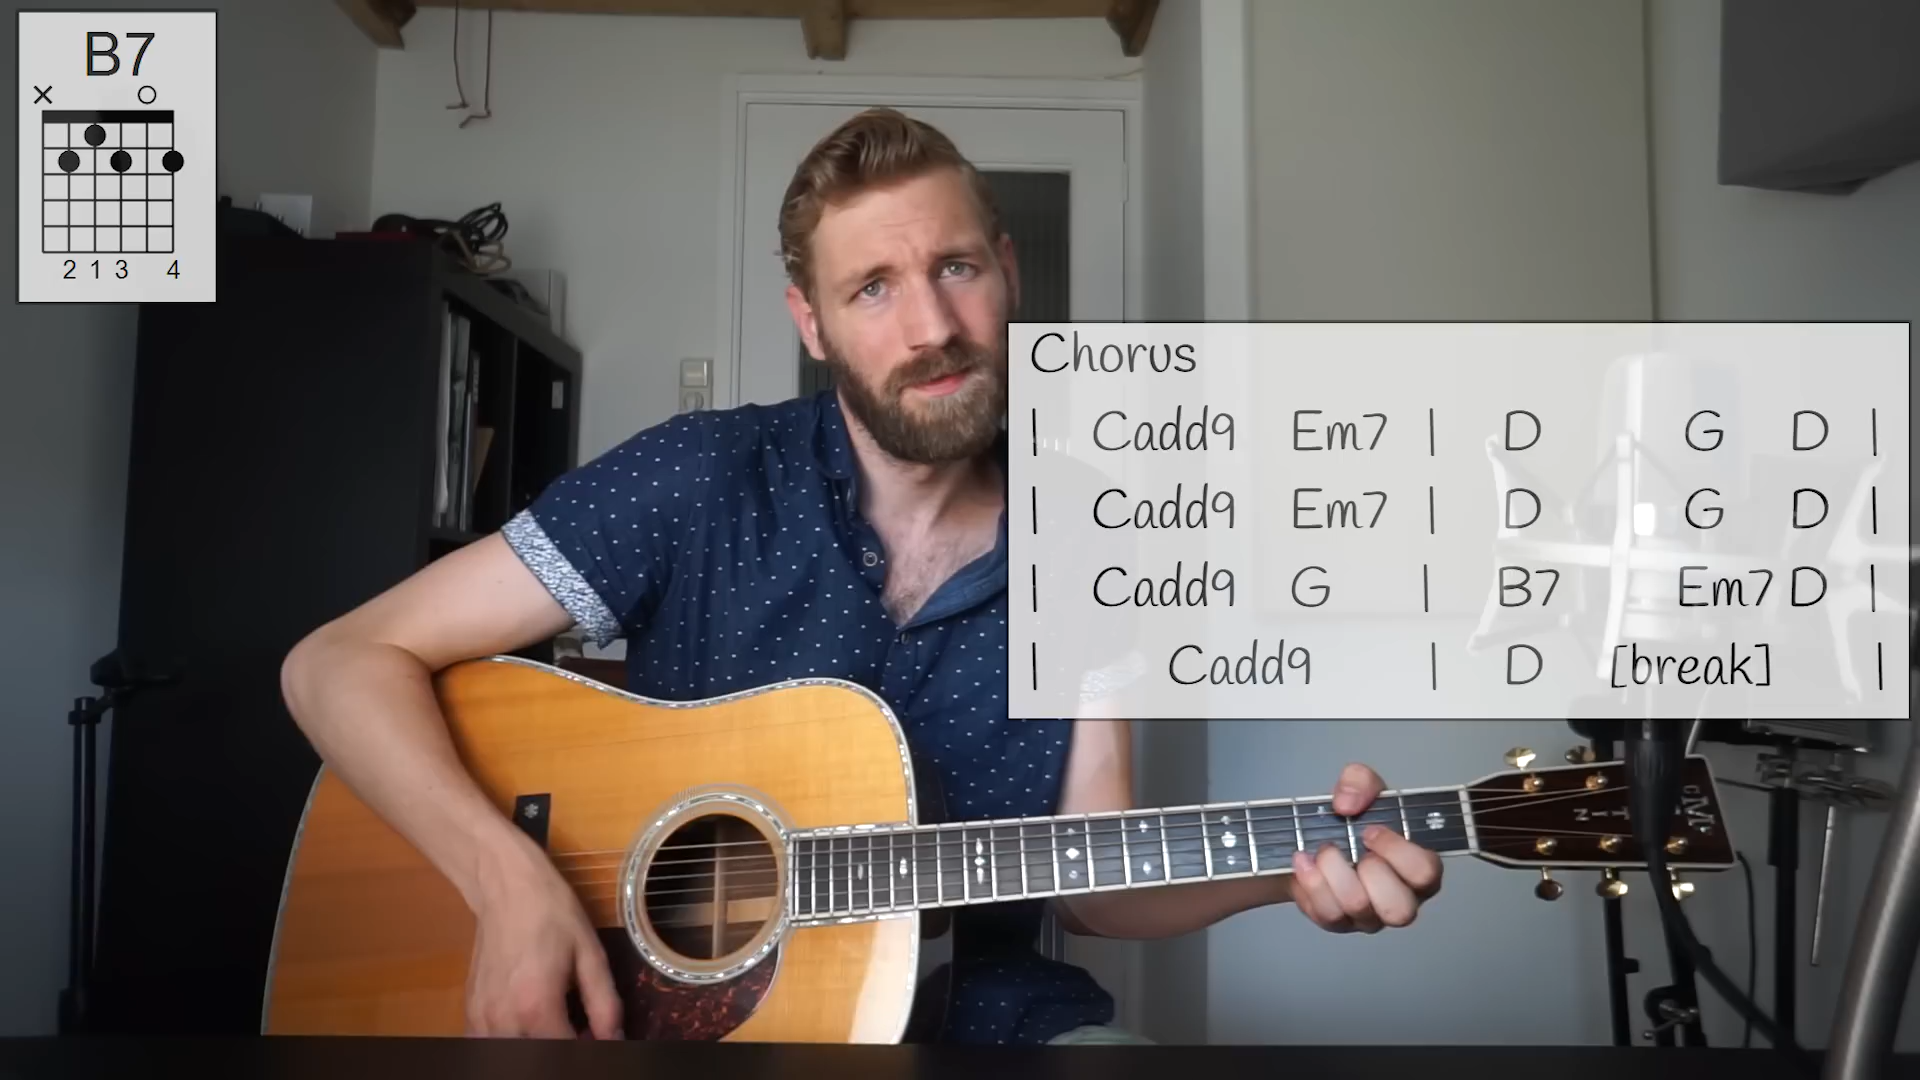 B7
× ○
2 1 3 4
Chorus
| Cadd9 Em7 | D G D |
| Cadd9 Em7 | D G D |
| Cadd9 G | B7 Em7 D |
| Cadd9 | D [break] |